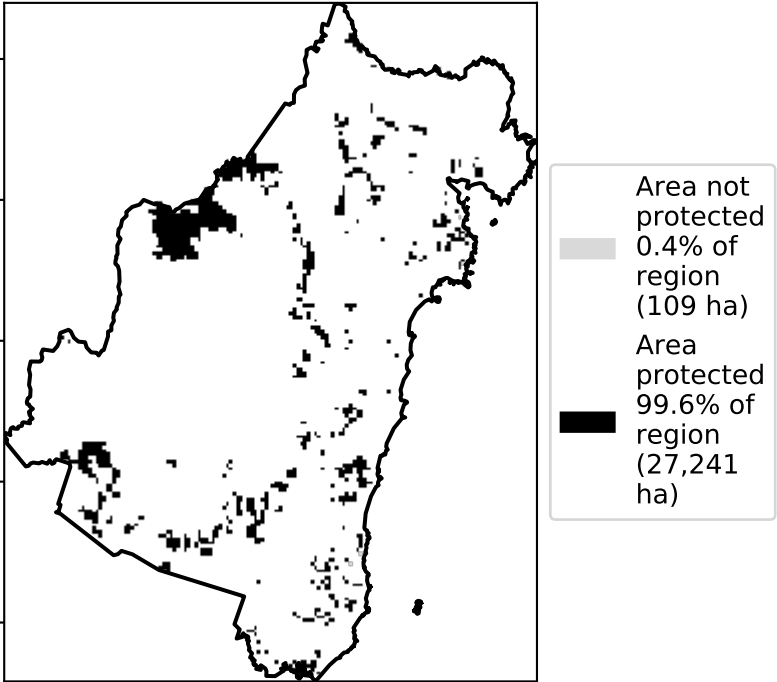 Area not
protected
0.4% of
region
(109 ha)
Area
protected
99.6% of
region
(27,241
ha)